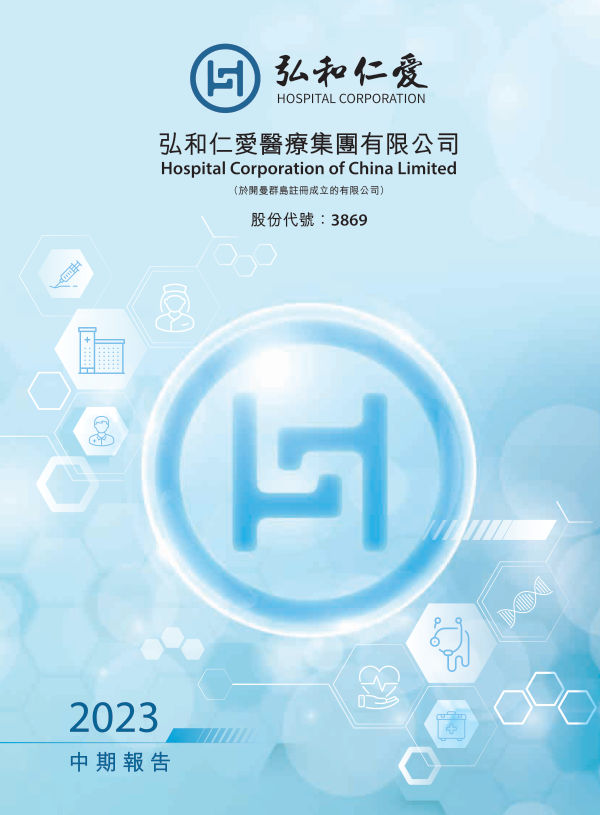 弘和仁愛
HOSPITAL CORPORATION
弘和仁愛醫療集團有限公司
Hospital Corporation of China Limited
（於開曼群島註冊成立的有限公司）
股份代號：3869
2023
中期報告